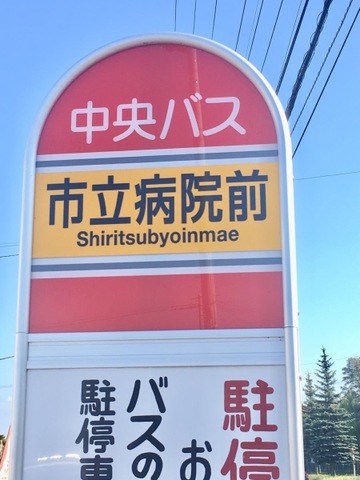 中央バス
市立病院前
Shiritsubyoinmae
駐停
お
バスの
駐停車